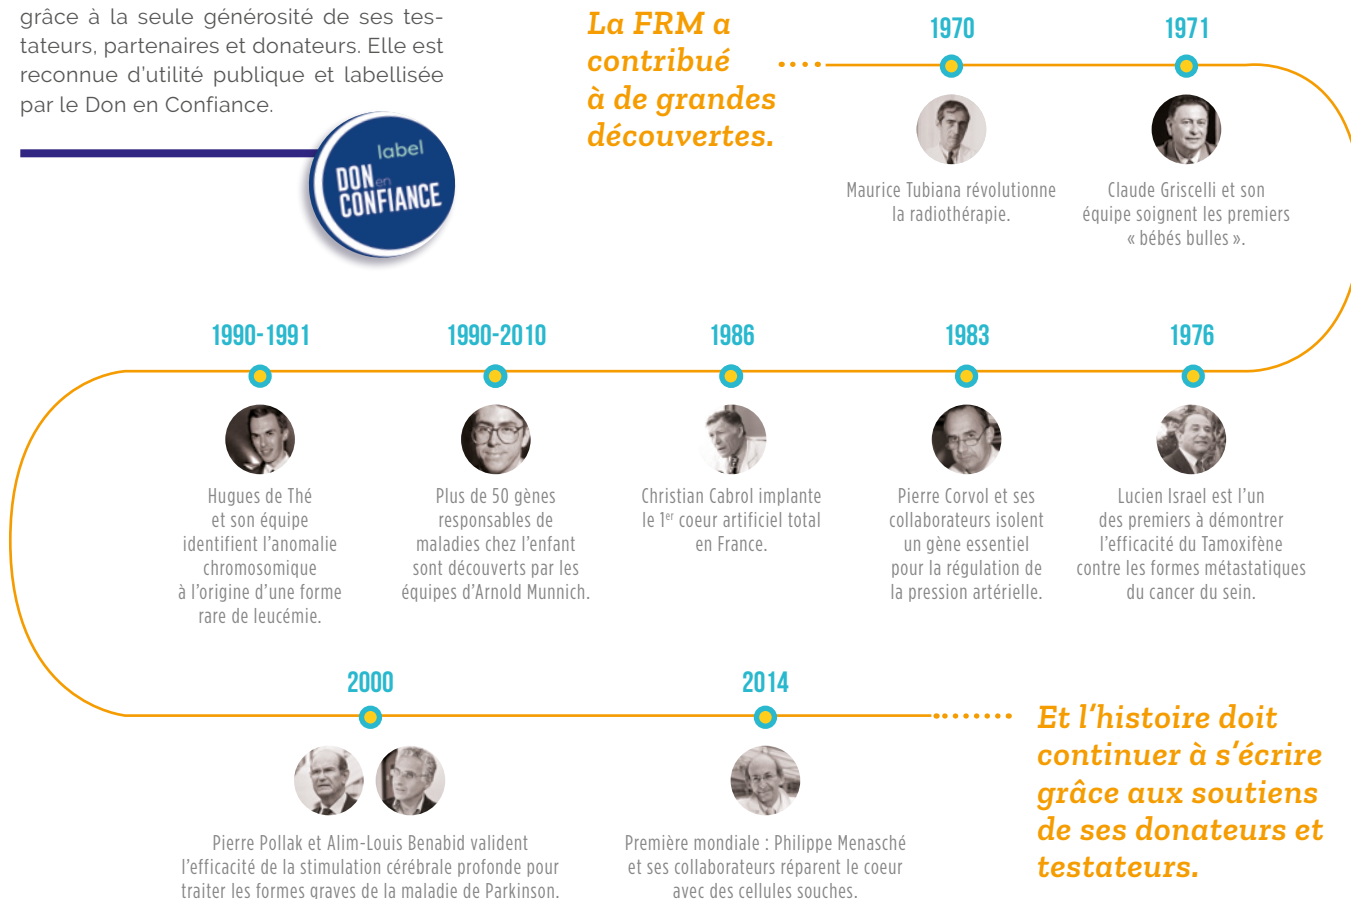 grâce à la seule générosité de ses tes-
tateurs, partenaires et donateurs. Elle est
reconnue d'utilité publique et labellisée
par le Don en Confiance.
label
DON en
CONFIANCE
La FRM a
contribué
à de grandes
découvertes.
1970
Maurice Tubiana révolutionne
la radiothérapie.
1971
Claude Griscelli et son
équipe soignent les premiers
« bébés bulles ».
1976
Lucien Israel est l'un
des premiers à démontrer
l'efficacité du Tamoxifène
contre les formes métastatiques
du cancer du sein.
1983
Pierre Corvol et ses
collaborateurs isolent
un gène essentiel
pour la régulation de
la pression artérielle.
1986
Christian Cabrol implante
le 1er coeur artificiel total
en France.
1990-2010
Plus de 50 gènes
responsables de
maladies chez l'enfant
sont découverts par les
équipes d'Arnold Munnich.
1990-1991
Hugues de Thé
et son équipe
identifient l'anomalie
chromosomique
à l'origine d'une forme
rare de leucémie.
2000
Pierre Pollak et Alim-Louis Benabid valident
l'efficacité de la stimulation cérébrale profonde pour
traiter les formes graves de la maladie de Parkinson.
2014
Première mondiale : Philippe Menasché
et ses collaborateurs réparent le coeur
avec des cellules souches.
Et l'histoire doit
continuer à s'écrire
grâce aux soutiens
de ses donateurs et
testateurs.